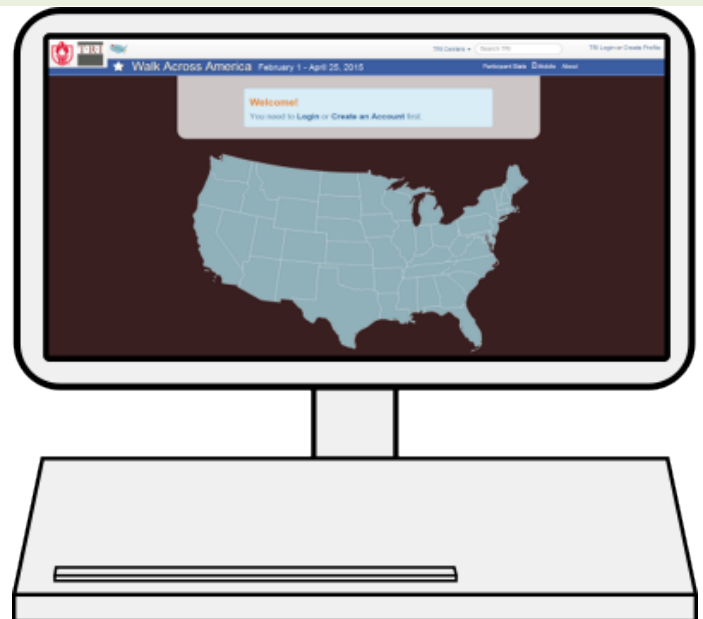 TRI
TRI Centers
Search TRI
TRI Login or Create Profile
Walk Across America February 1 - April 25, 2015
Participant Stats Mobile About
Welcome!
You need to Login or Create an Account first.